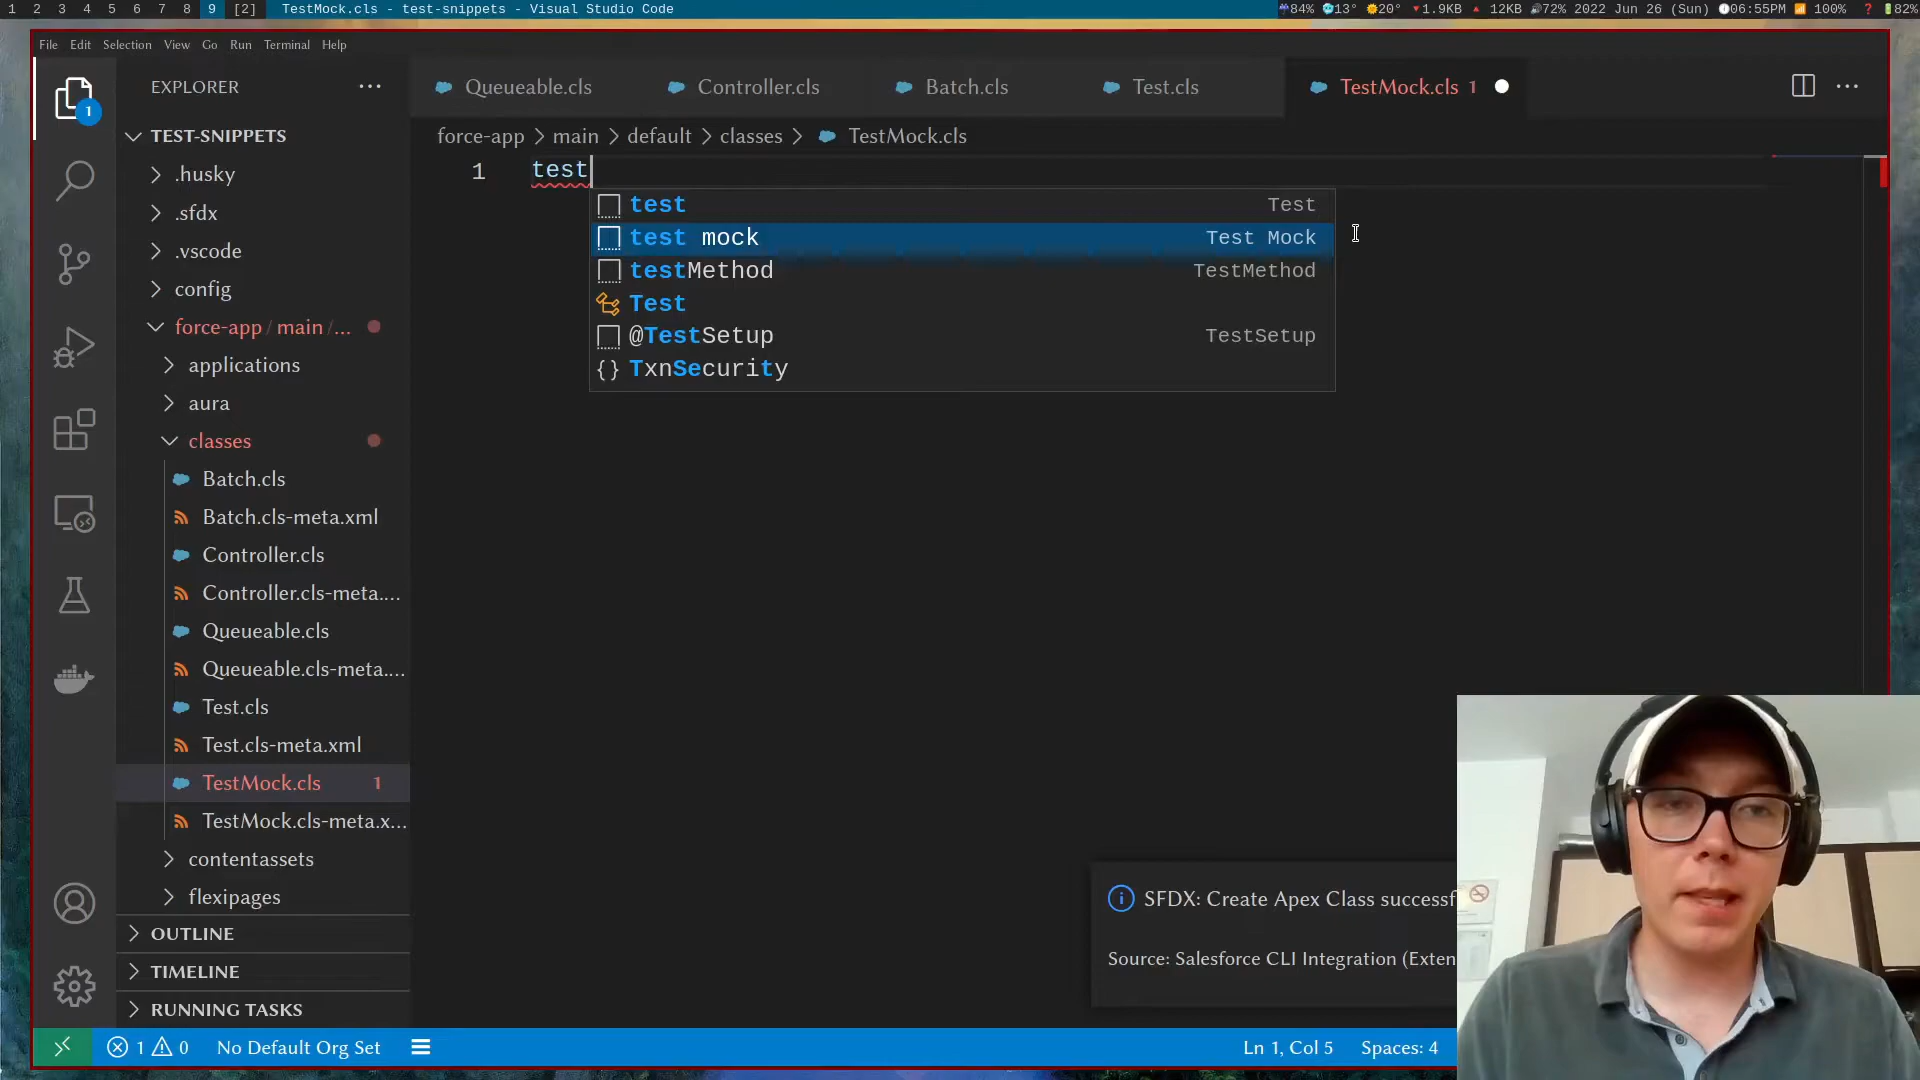 1 2 3 4 5 6 7 8 9 [2] TestMock.cls - test-snippets - Visual Studio Code 84% 13° 20° 1.9KB 12KB 72% 2022 Jun 26 (Sun) 06:55PM 100% 82%
File Edit Selection View Go Run Terminal Help
EXPLORER
Queueable.cls Controller.cls Batch.cls Test.cls TestMock.cls 1
TEST-SNIPPETS
force-app > main > default > classes > TestMock.cls
1 test
.husky
.sfdx
.vscode
config
force-app / main / ...
applications
aura
classes
Batch.cls
Batch.cls-meta.xml
Controller.cls
Controller.cls-meta....
Queueable.cls
Queueable.cls-meta....
Test.cls
Test.cls-meta.xml
TestMock.cls 1
TestMock.cls-meta.x...
contentassets
flexipages
OUTLINE
TIMELINE
RUNNING TASKS
1
test Test
test mock Test Mock
testMethod TestMethod
Test
@TestSetup TestSetup
{} TxnSecurity
SFDX: Create Apex Class successf
Source: Salesforce CLI Integration (Exten
1 0 No Default Org Set
Ln 1, Col 5 Spaces: 4